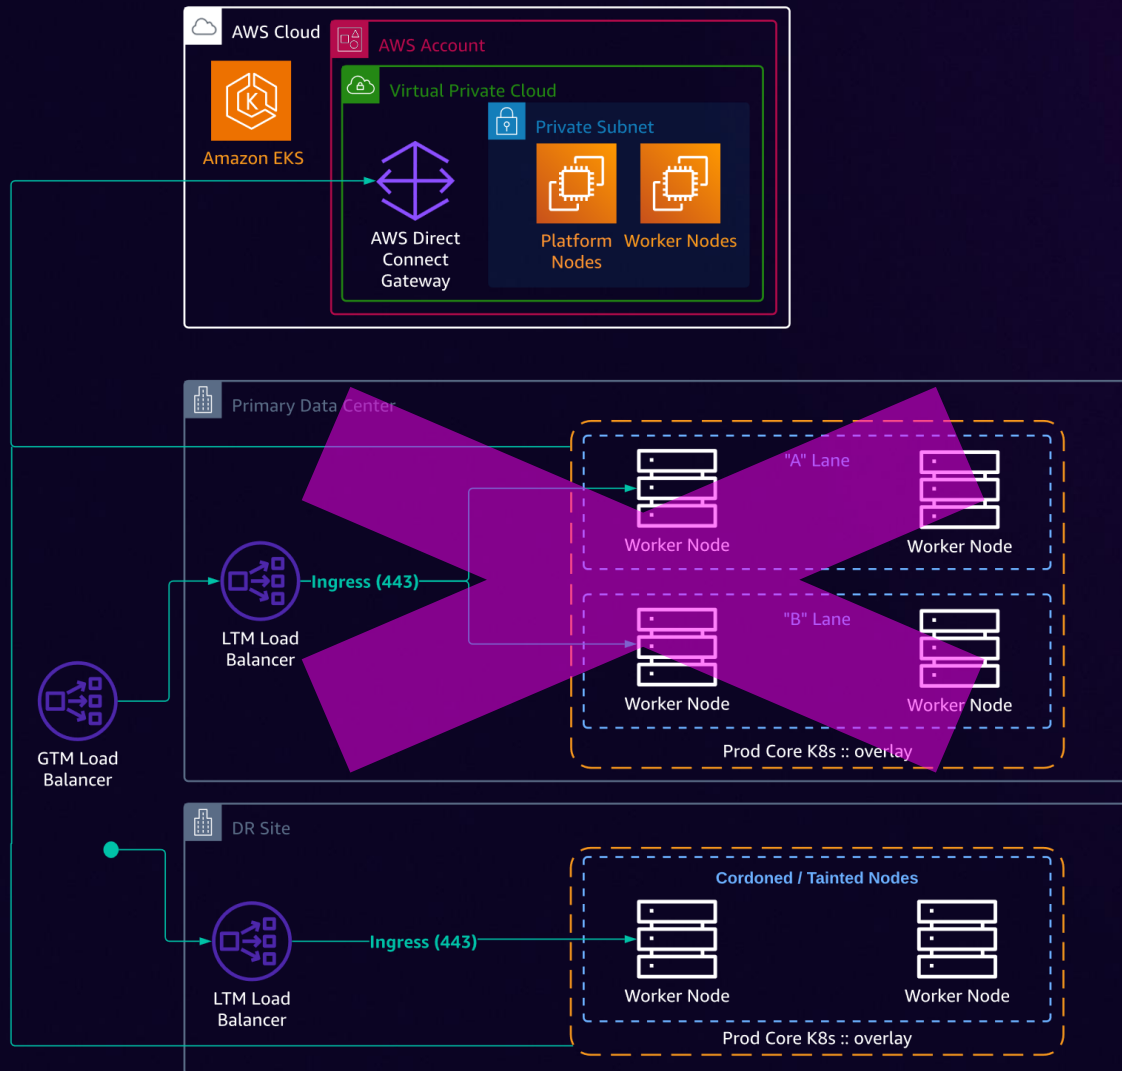 AWS Cloud
AWS Account
Virtual Private Cloud
Private Subnet
Amazon EKS
AWS Direct
Connect
Gateway
Platform
Nodes
Worker Nodes
Primary Data Center
"A" Lane
Worker Node
Worker Node
Ingress (443)
LTM Load
Balancer
"B" Lane
Worker Node
Worker Node
Prod Core K8s :: overlay
GTM Load
Balancer
DR Site
Cordoned / Tainted Nodes
Ingress (443)
Worker Node
Worker Node
LTM Load
Balancer
Prod Core K8s :: overlay